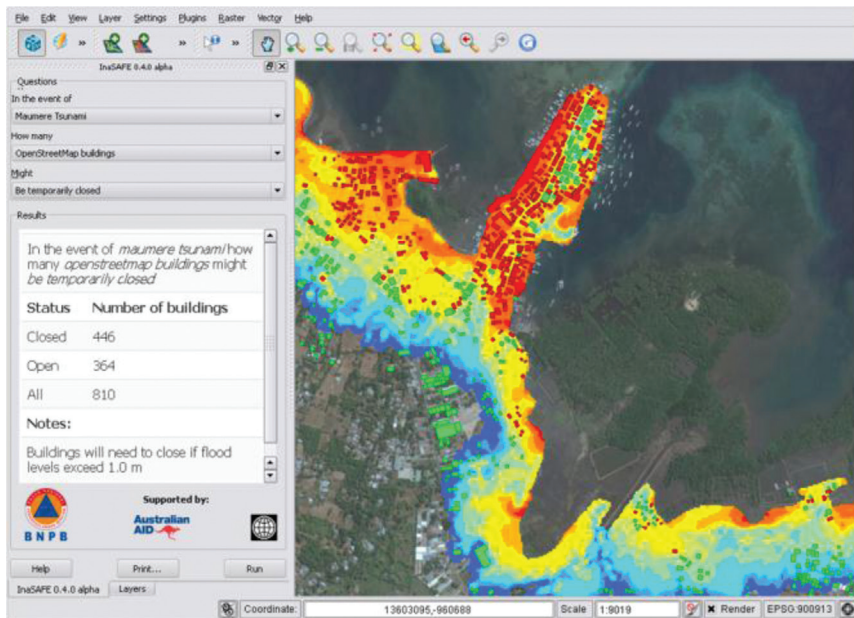 File Edit View Layer Settings Plugins Raster Vector Help
InaSAFE 0.4.0 alpha
Questions
In the event of
Maumere Tsunami
How many
OpenStreetMap buildings
Might
Be temporarily closed
Results
In the event of maumere tsunami how
many openstreetmap buildings might
be temporarily closed
Status Number of buildings
Closed 446
Open 364
All 810
Notes:
Buildings will need to close if flood
levels exceed 1.0 m
BNPB
Supported by:
Australian
AID
Help Print... Run
InaSAFE 0.4.0 alpha Layers
Coordinate: 13603095,-960688 Scale 1:9019 Render EPSG:900913